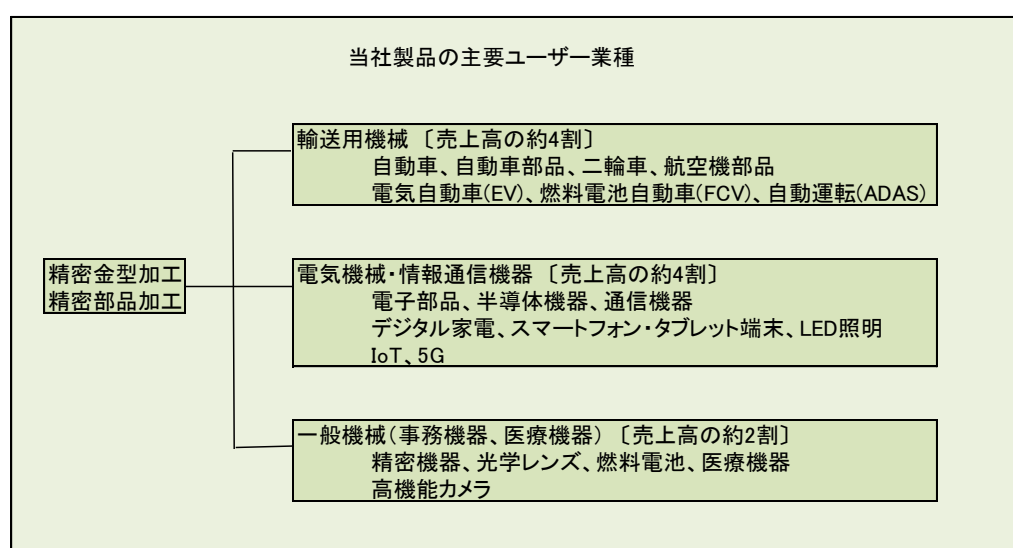 当社製品の主要ユーザー業種
輸送用機械 〔売上高の約4割〕
自動車、自動車部品、二輪車、航空機部品
電気自動車(EV)、燃料電池自動車(FCV)、自動運転(ADAS)
精密金型加工
精密部品加工
電気機械・情報通信機器 〔売上高の約4割〕
電子部品、半導体機器、通信機器
デジタル家電、スマートフォン・タブレット端末、LED照明
IoT、5G
一般機械(事務機器、医療機器) 〔売上高の約2割〕
精密機器、光学レンズ、燃料電池、医療機器
高機能カメラ